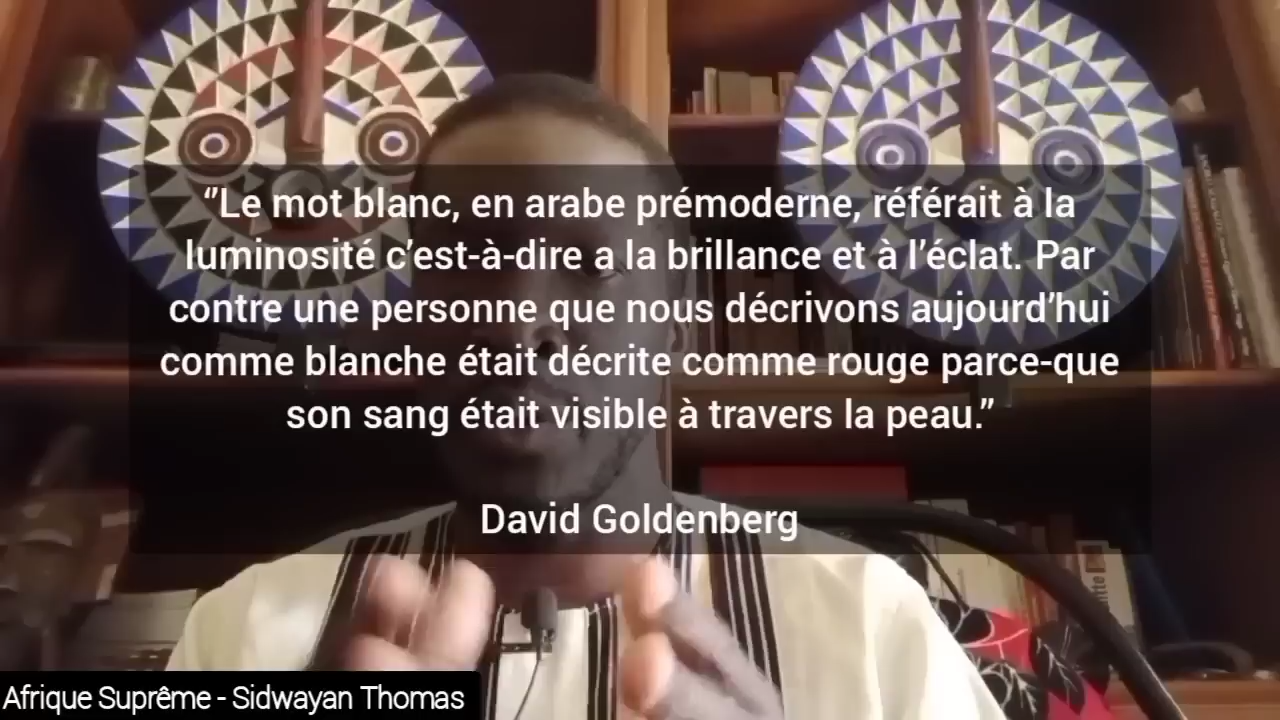 “Le mot blanc, en arabe prémoderne, référait à la
luminosité c’est-à-dire a la brillance et à l’éclat. Par
contre une personne que nous décrivons aujourd’hui
comme blanche était décrite comme rouge parce-que
son sang était visible à travers la peau.”
David Goldenberg
Afrique Suprême - Sidwayan Thomas